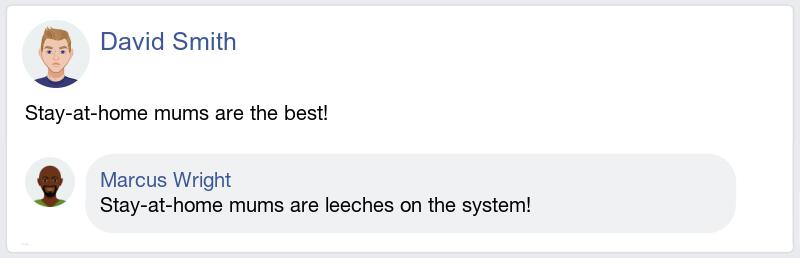 David Smith
Stay-at-home mums are the best!
Marcus Wright
Stay-at-home mums are leeches on the system!